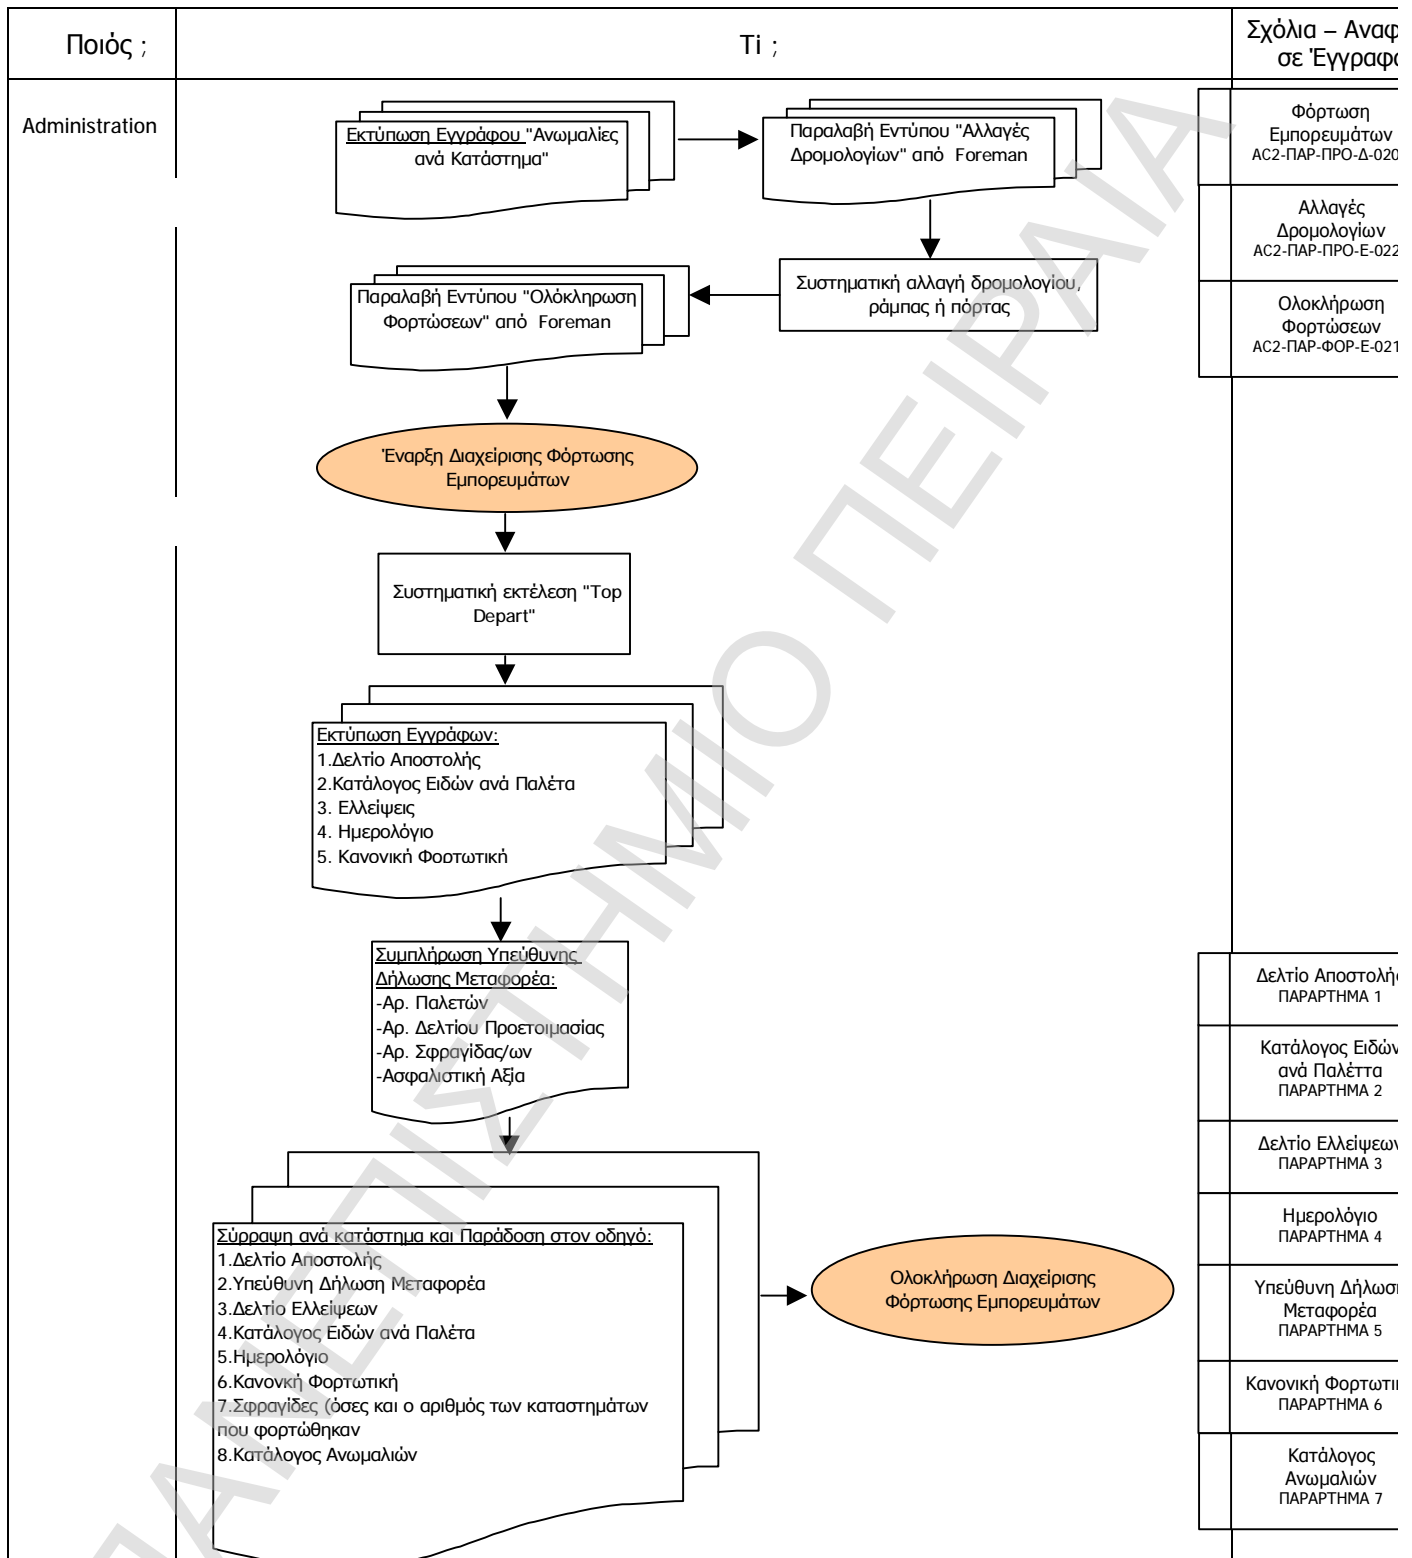 Ποιός ;
Τi ;
Σχόλια – Αναφ
σε Έγγραφα
Administration
Εκτύπωση Εγγράφου "Ανωμαλίες
ανά Κατάστημα"
Παραλαβή Εντύπου "Αλλαγές
Δρομολογίων" από Foreman
Φόρτωση
Εμπορευμάτων
AC2-ΠΑΡ-ΠΡΟ-Δ-020
Αλλαγές
Δρομολογίων
AC2-ΠΑΡ-ΠΡΟ-Ε-022
Παραλαβή Εντύπου "Ολόκληρωση
Φορτώσεων" από Foreman
Συστηματική αλλαγή δρομολογίου,
ράμπας ή πόρτας
Ολοκλήρωση
Φορτώσεων
AC2-ΠΑΡ-ΦΟΡ-Ε-021
Έναρξη Διαχείρισης Φόρτωσης
Εμπορευμάτων
Συστηματική εκτέλεση "Top
Depart"
Εκτύπωση Εγγράφων:
1.Δελτίο Αποστολής
2.Κατάλογος Ειδών ανά Παλέτα
3. Ελλείψεις
4. Ημερολόγιο
5. Κανονική Φορτωτική
Συμπλήρωση Υπεύθυνης
Δήλωσης Μεταφορέα:
-Αρ. Παλετών
-Αρ. Δελτίου Προετοιμασίας
-Αρ. Σφραγίδας/ων
-Ασφαλιστική Αξία
Δελτίο Αποστολής
ΠΑΡΑΡΤΗΜΑ 1
Κατάλογος Ειδών
ανά Παλέττα
ΠΑΡΑΡΤΗΜΑ 2
Δελτίο Ελλείψεων
ΠΑΡΑΡΤΗΜΑ 3
Ημερολόγιο
ΠΑΡΑΡΤΗΜΑ 4
Υπεύθυνη Δήλωση
Μεταφορέα
ΠΑΡΑΡΤΗΜΑ 5
Κανονική Φορτωτι
ΠΑΡΑΡΤΗΜΑ 6
Κατάλογος
Ανωμαλιών
ΠΑΡΑΡΤΗΜΑ 7
Σύρραψη ανά κατάστημα και Παράδοση στον οδηγό:
1.Δελτίο Αποστολής
2.Υπεύθυνη Δήλωση Μεταφορέα
3.Δελτίο Ελλείψεων
4.Κατάλογος Ειδών ανά Παλέτα
5.Ημερολόγιο
6.Κανονκή Φορτωτική
7.Σφραγίδες (όσες και ο αριθμός των καταστημάτων
που φορτώθηκαν
8.Κατάλογος Ανωμαλιών
Ολοκλήρωση Διαχείρισης
Φόρτωσης Εμπορευμάτων
ΠΑΝΕΠΙΣΤΗΜΙΟ ΠΕΙΡΑΙΑ